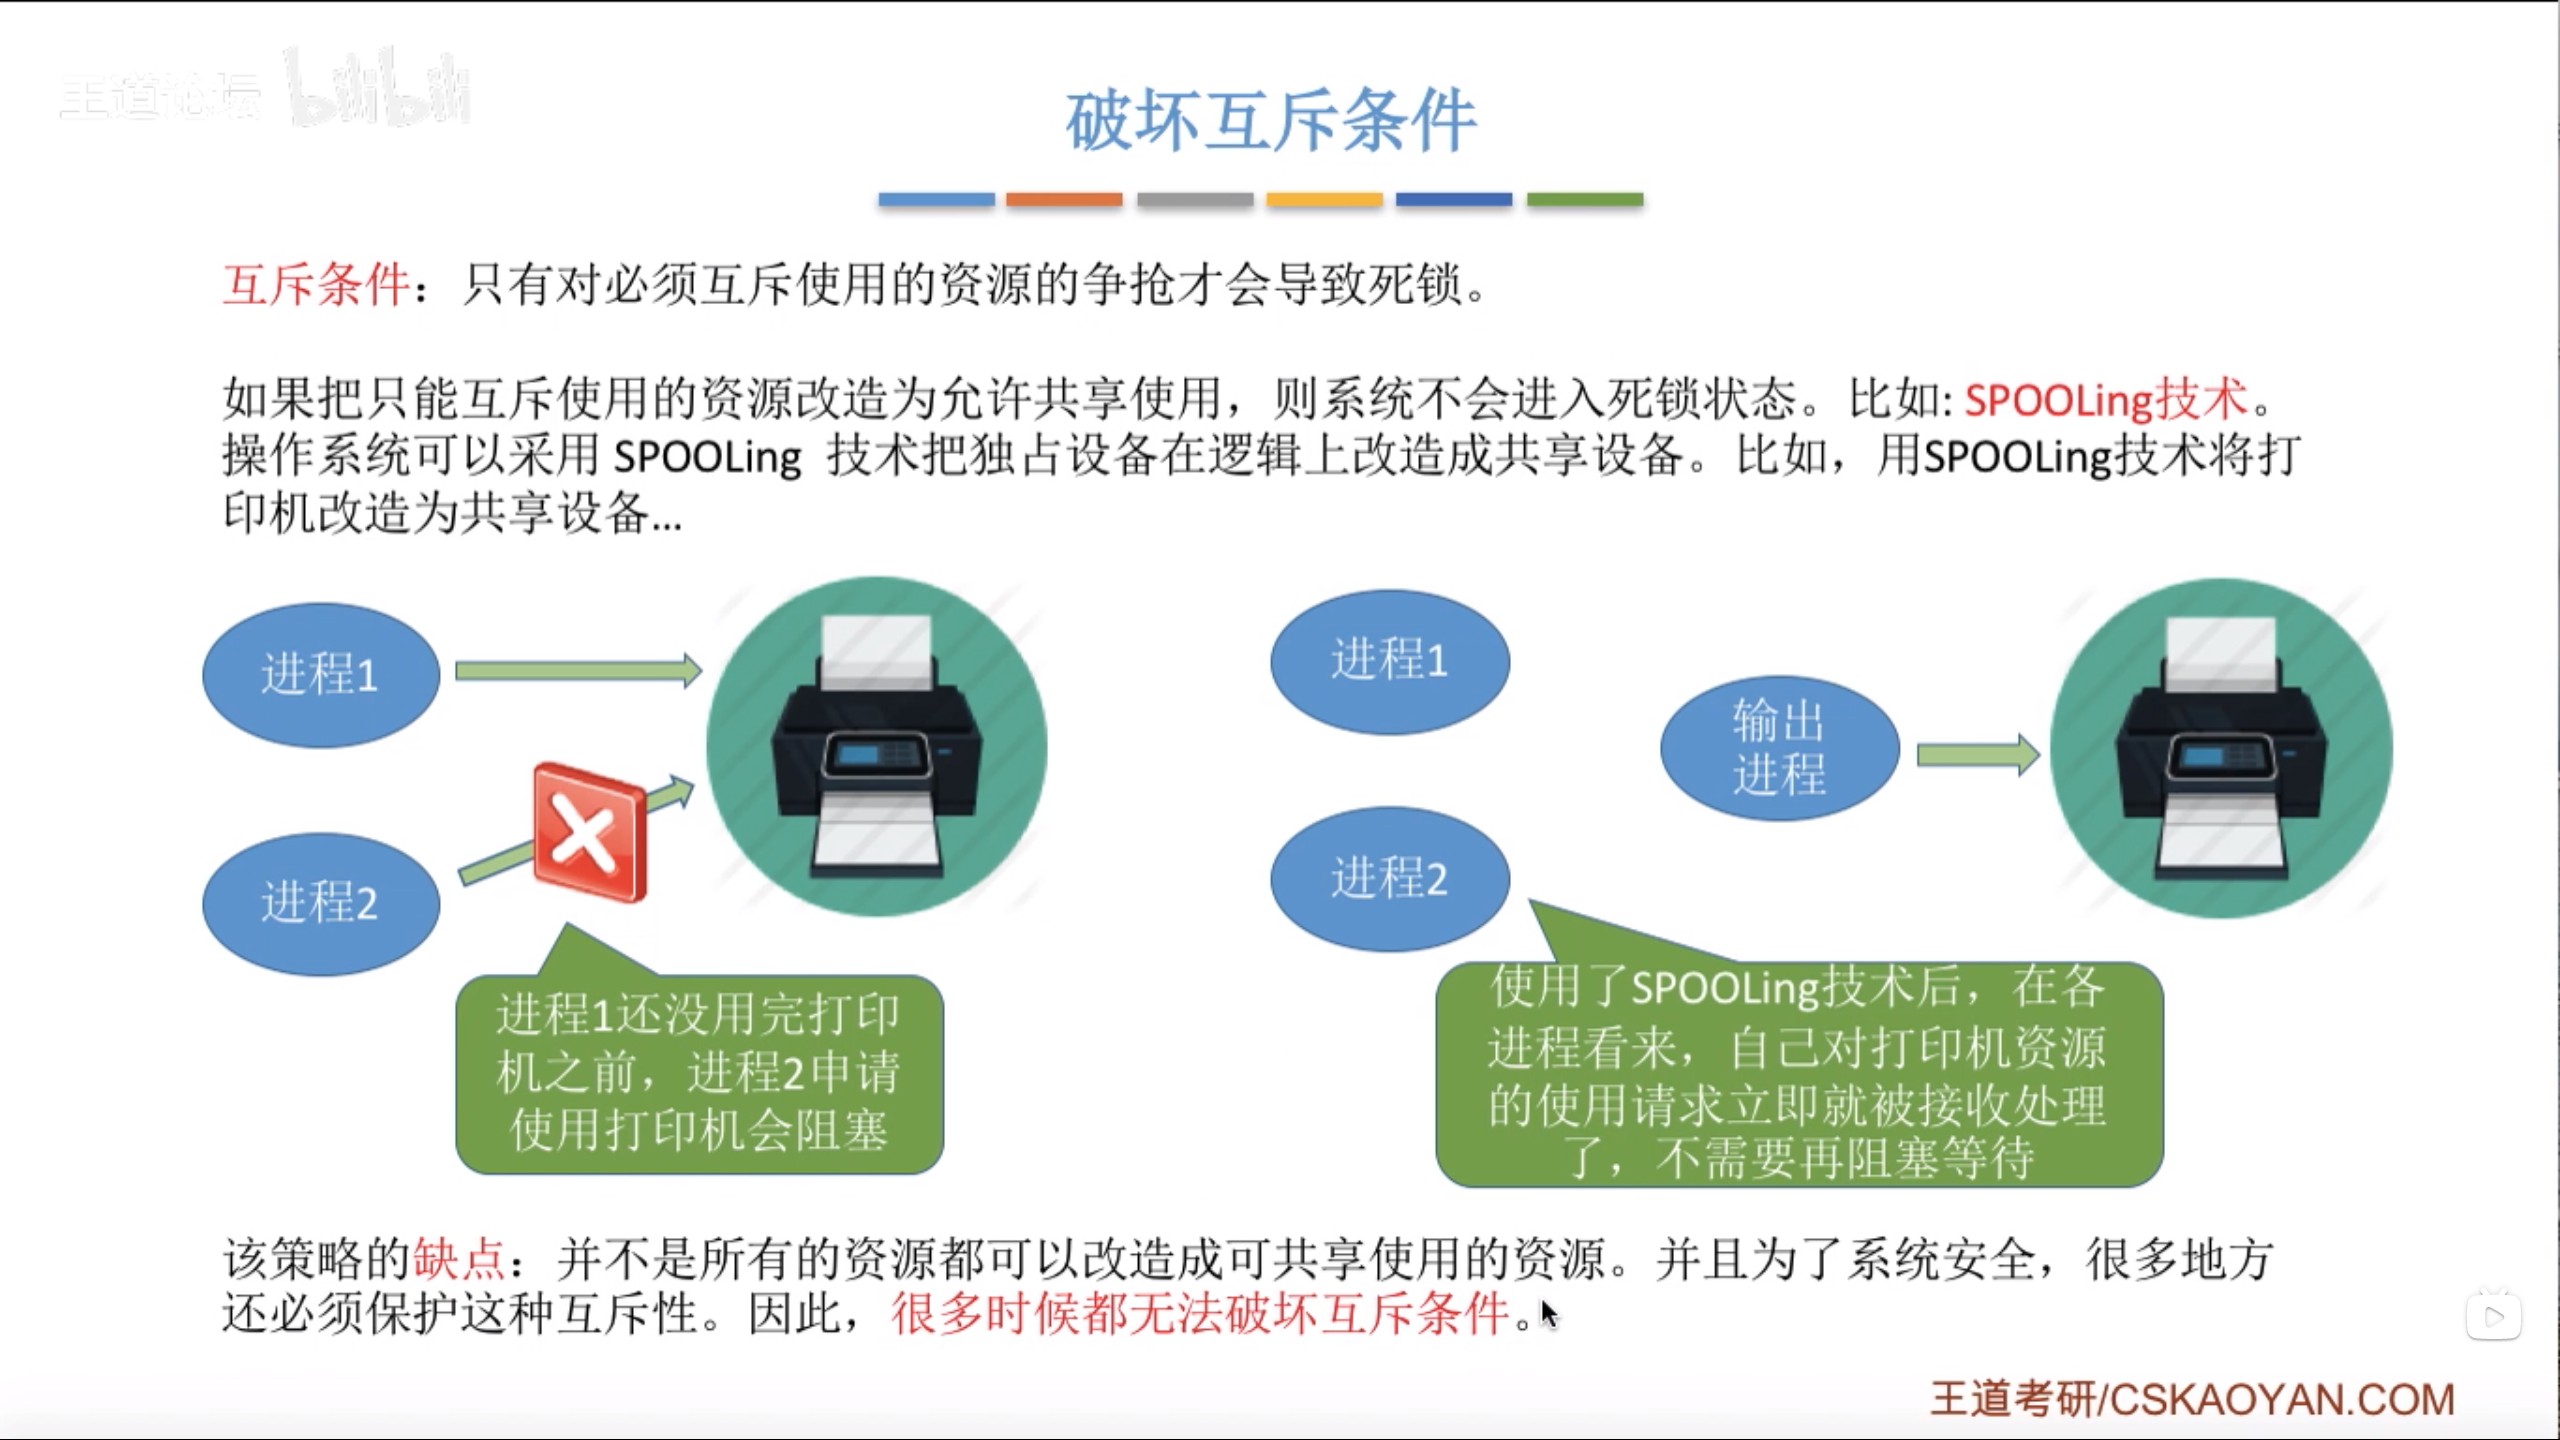 王道论坛 bilibili
破坏互斥条件
互斥条件：只有对必须互斥使用的资源的争抢才会导致死锁。
如果把只能互斥使用的资源改造为允许共享使用，则系统不会进入死锁状态。比如: SPOOLing技术。
操作系统可以采用 SPOOLing 技术把独占设备在逻辑上改造成共享设备。比如，用SPOOLing技术将打
印机改造为共享设备...
进程1
进程2
进程1还没用完打印
机之前，进程2申请
使用打印机会阻塞
进程1
进程2
输出
进程
使用了SPOOLing技术后，在各
进程看来，自己对打印机资源
的使用请求立即就被接收处理
了，不需要再阻塞等待
该策略的缺点：并不是所有的资源都可以改造成可共享使用的资源。并且为了系统安全，很多地方
还必须保护这种互斥性。因此，很多时候都无法破坏互斥条件。
王道考研/CSKAOYAN.COM